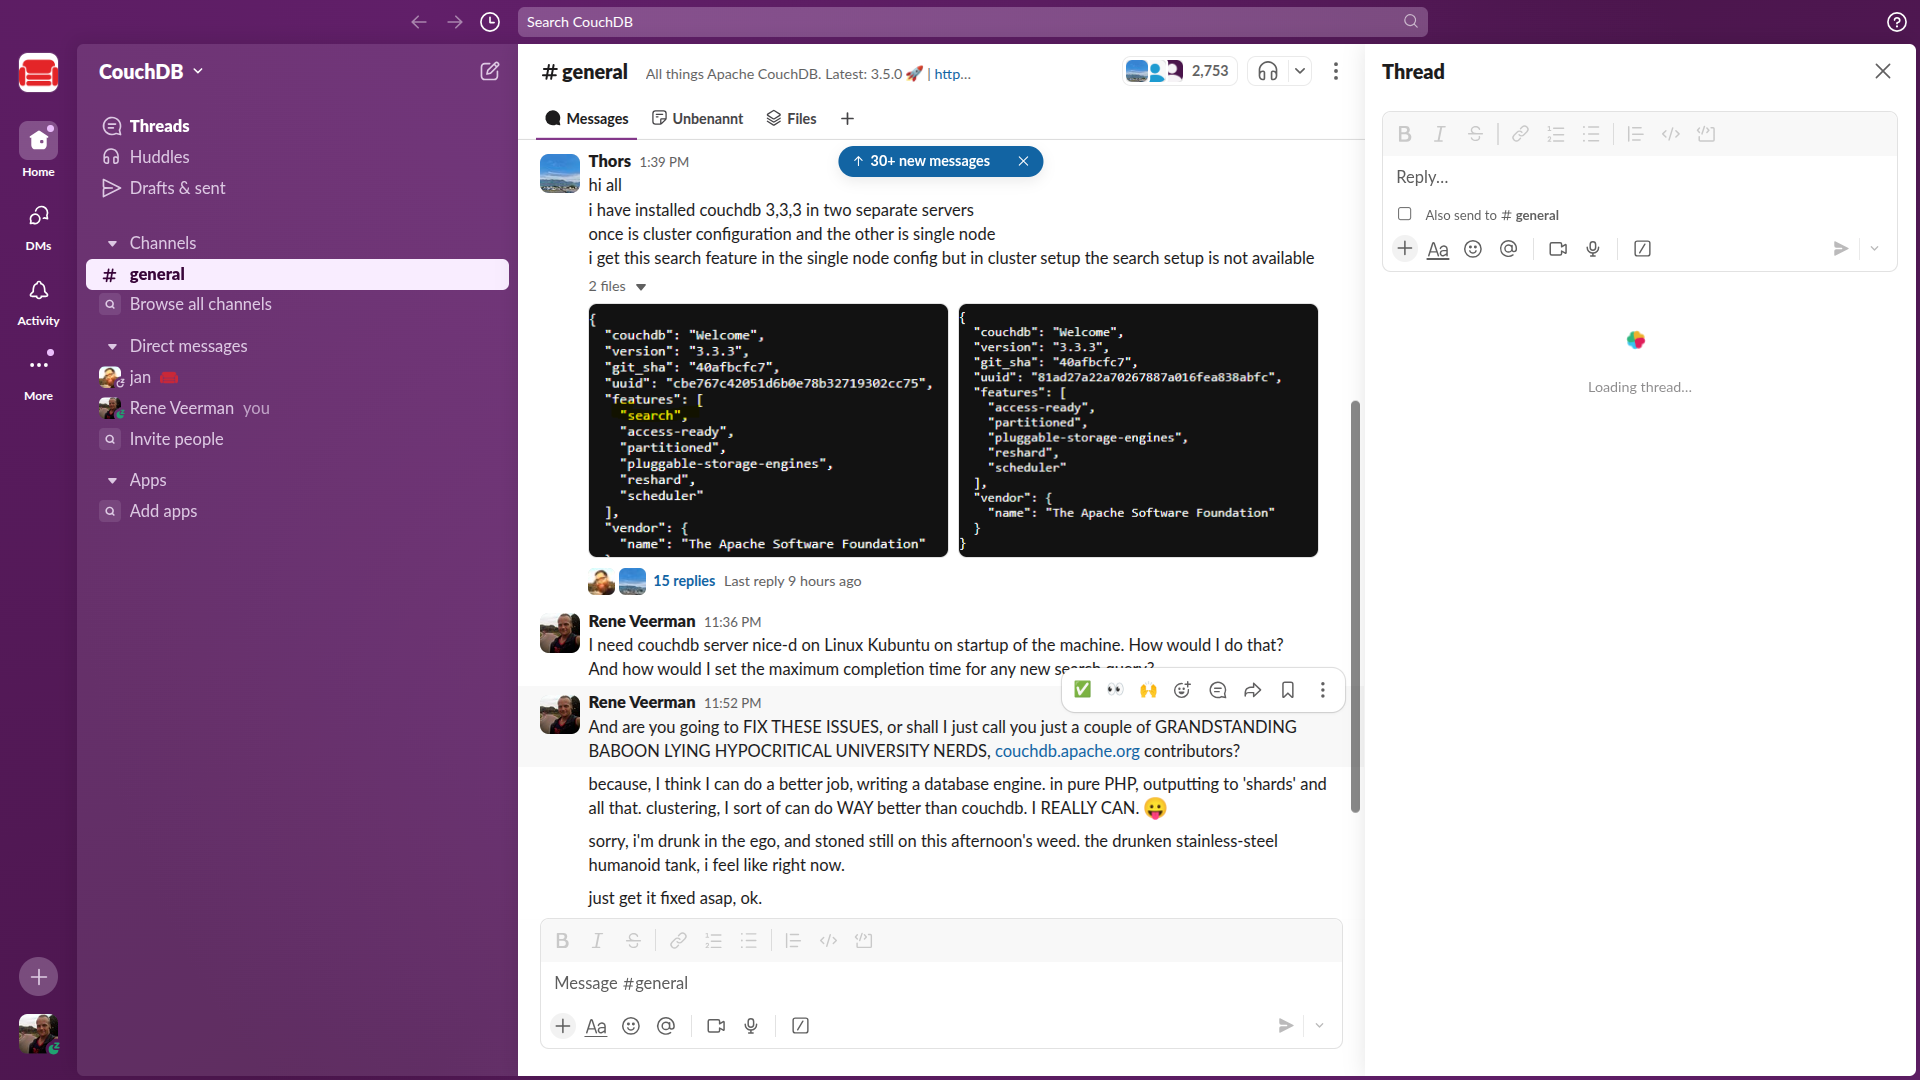 Search CouchDB
CouchDB
Threads
Huddles
Drafts & sent
Channels
# general
Browse all channels
Direct messages
jan
Rene Veerman you
Invite people
Apps
Add apps
Home
DMs
Activity
More
# general
All things Apache CouchDB. Latest: 3.5.0 🚀 | http...
2,753
Messages
Unbenannt
Files
↑ 30+ new messages
Thors 1:39 PM
hi all
i have installed couchdb 3,3,3 in two separate servers
once is cluster configuration and the other is single node
i get this search feature in the single node config but in cluster setup the search setup is not available
2 files
{
"couchdb": "Welcome",
"version": "3.3.3",
"git_sha": "40afbcfc7",
"uuid": "cbe767c42051d6b0e78b32719302cc75",
"features": [
"search",
"access-ready",
"partitioned",
"pluggable-storage-engines",
"reshard",
"scheduler"
],
"vendor": {
"name": "The Apache Software Foundation"
{
"couchdb": "Welcome",
"version": "3.3.3",
"git_sha": "40afbcfc7",
"uuid": "81ad27a22a70267887a016fea838abfc",
"features": [
"access-ready",
"partitioned",
"pluggable-storage-engines",
"reshard",
"scheduler"
],
"vendor": {
"name": "The Apache Software Foundation"
}
}
15 replies Last reply 9 hours ago
Rene Veerman 11:36 PM
I need couchdb server nice-d on Linux Kubuntu on startup of the machine. How would I do that?
And how would I set the maximum completion time for any new search query?
Rene Veerman 11:52 PM
And are you going to FIX THESE ISSUES, or shall I just call you just a couple of GRANDSTANDING
BABOON LYING HYPOCRITICAL UNIVERSITY NERDS, couchdb.apache.org contributors?
because, I think I can do a better job, writing a database engine. in pure PHP, outputting to 'shards' and
all that. clustering, I sort of can do WAY better than couchdb. I REALLY CAN. 😛
sorry, i'm drunk in the ego, and stoned still on this afternoon's weed. the drunken stainless-steel
humanoid tank, i feel like right now.
just get it fixed asap, ok.
Message #general
Aa
Thread
Reply...
Also send to # general
Aa
Loading thread...